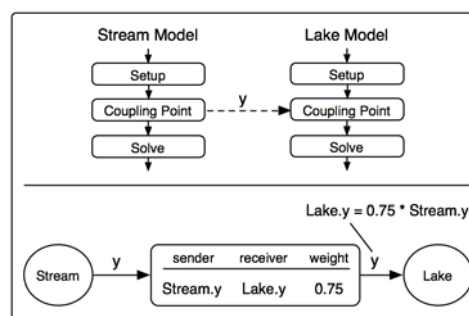 Stream Model
Lake Model
Setup
Setup
y
Coupling Point
Coupling Point
Solve
Solve
Lake.y = 0.75 * Stream.y
Stream
y
sender receiver weight
Stream.y Lake.y 0.75
y
Lake